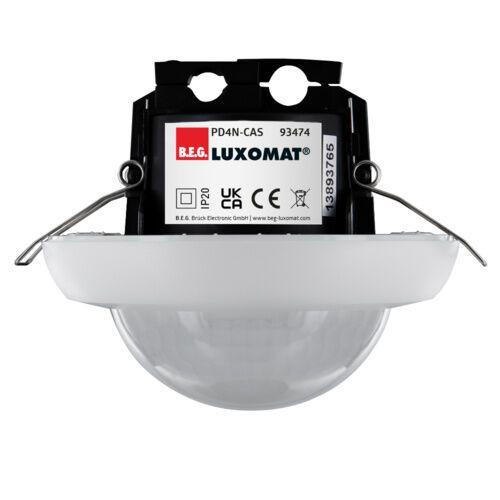 PD4N-CAS 93474
B.E.G. LUXOMAT®
IP20 UK CA CE
B.E.G. Brück Electronic GmbH | www.beg-luxomat.com
13893765